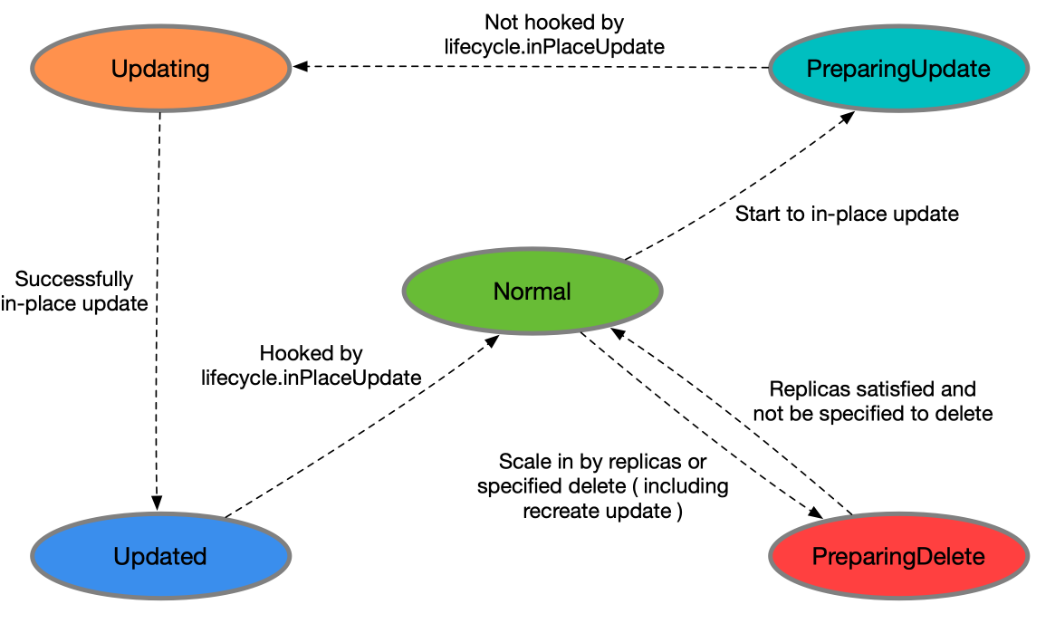 Not hooked by
lifecycle.inPlaceUpdate
Updating
PreparingUpdate
Start to in-place update
Successfully
in-place update
Normal
Hooked by
lifecycle.inPlaceUpdate
Replicas satisfied and
not be specified to delete
Scale in by replicas or
specified delete ( including
recreate update )
Updated
PreparingDelete